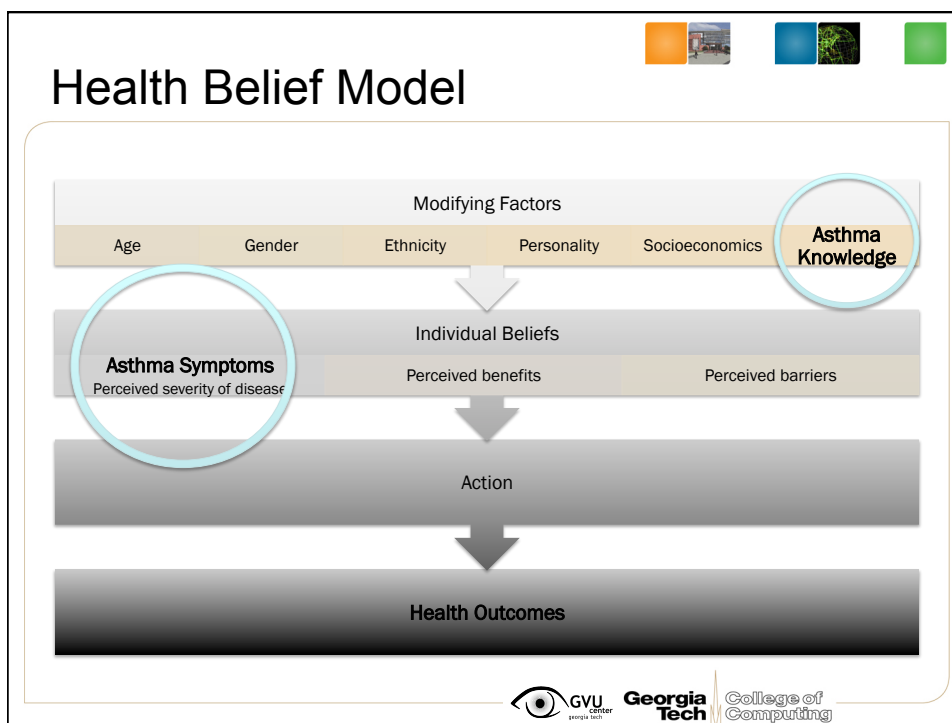 Health Belief Model
Modifying Factors
Age Gender Ethnicity Personality Socioeconomics Asthma Knowledge
Individual Beliefs
Asthma Symptoms
Perceived severity of disease Perceived benefits Perceived barriers
Action
Health Outcomes
GVU center
georgia tech
Georgia Tech
College of
Computing